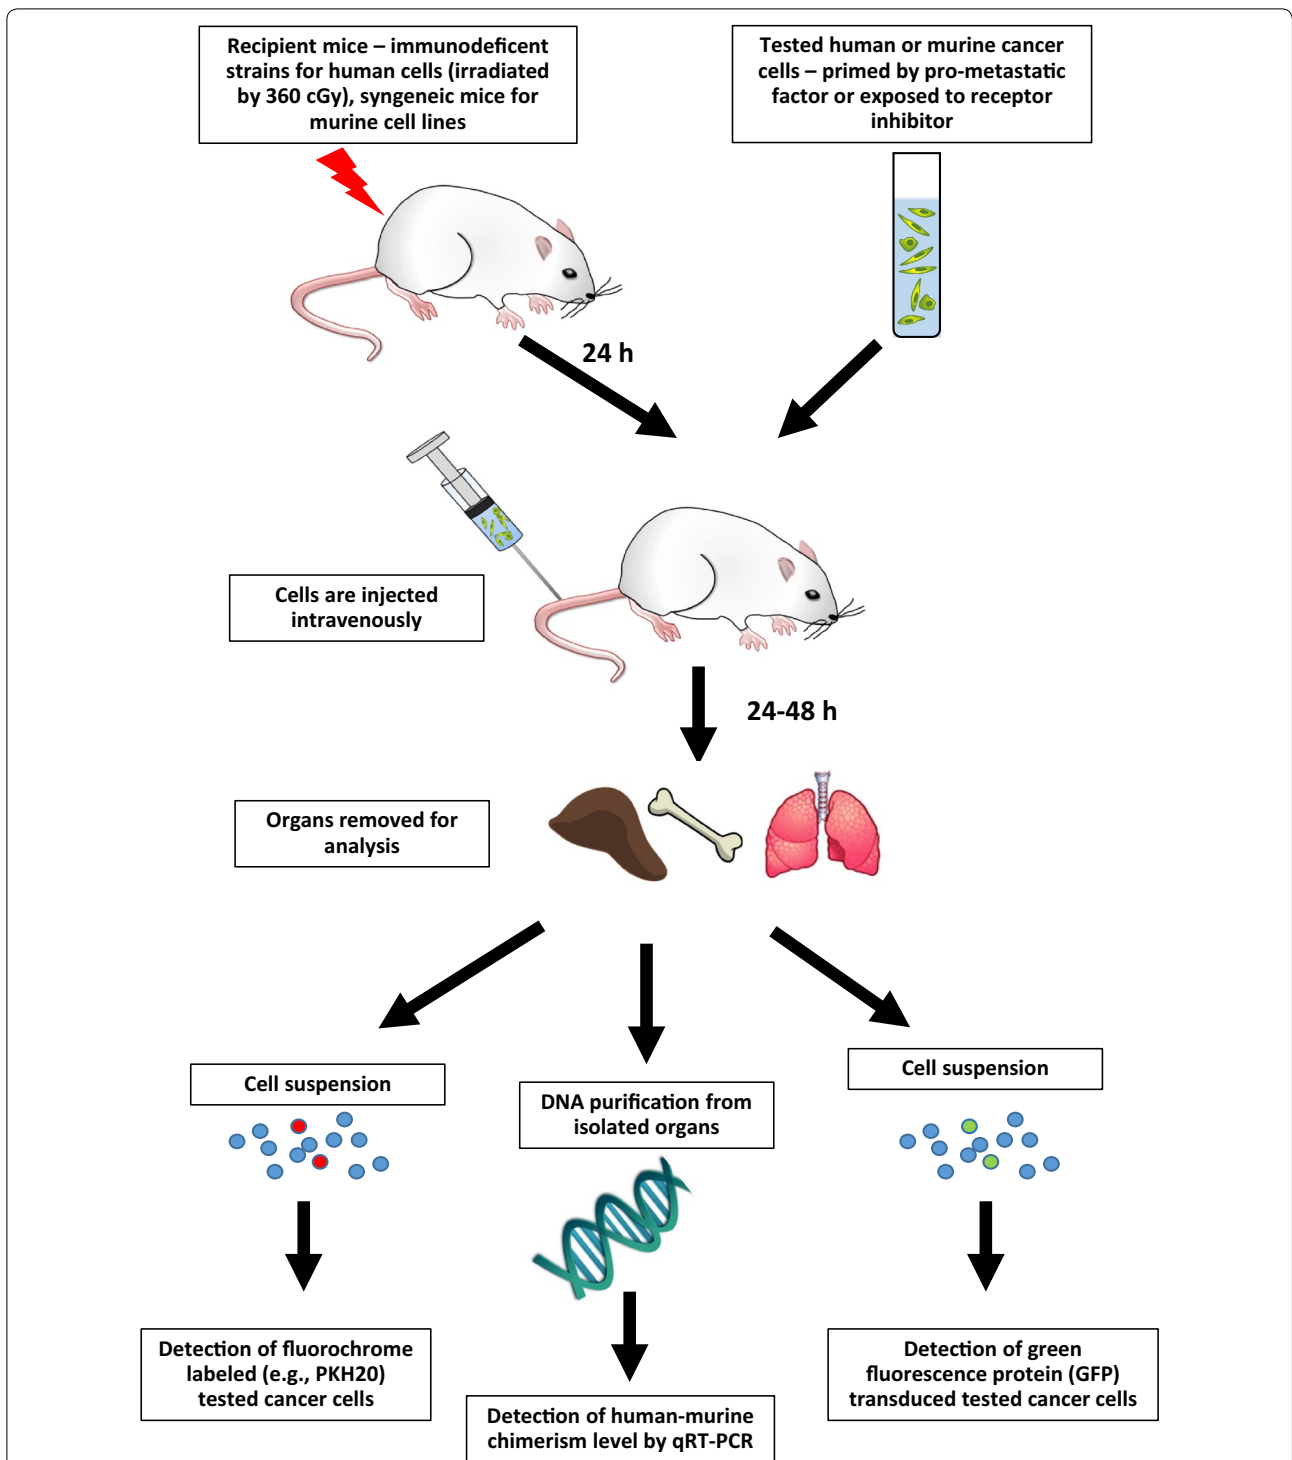 Recipient mice – immunodeficent
strains for human cells (irradiated
by 360 cGy), syngeneic mice for
murine cell lines
Tested human or murine cancer
cells – primed by pro-metastatic
factor or exposed to receptor
inhibitor
24 h
Cells are injected
intravenously
24-48 h
Organs removed for
analysis
Cell suspension
DNA purification from
isolated organs
Cell suspension
Detection of fluorochrome
labeled (e.g., PKH20)
tested cancer cells
Detection of human-murine
chimerism level by qRT-PCR
Detection of green
fluorescence protein (GFP)
transduced tested cancer cells